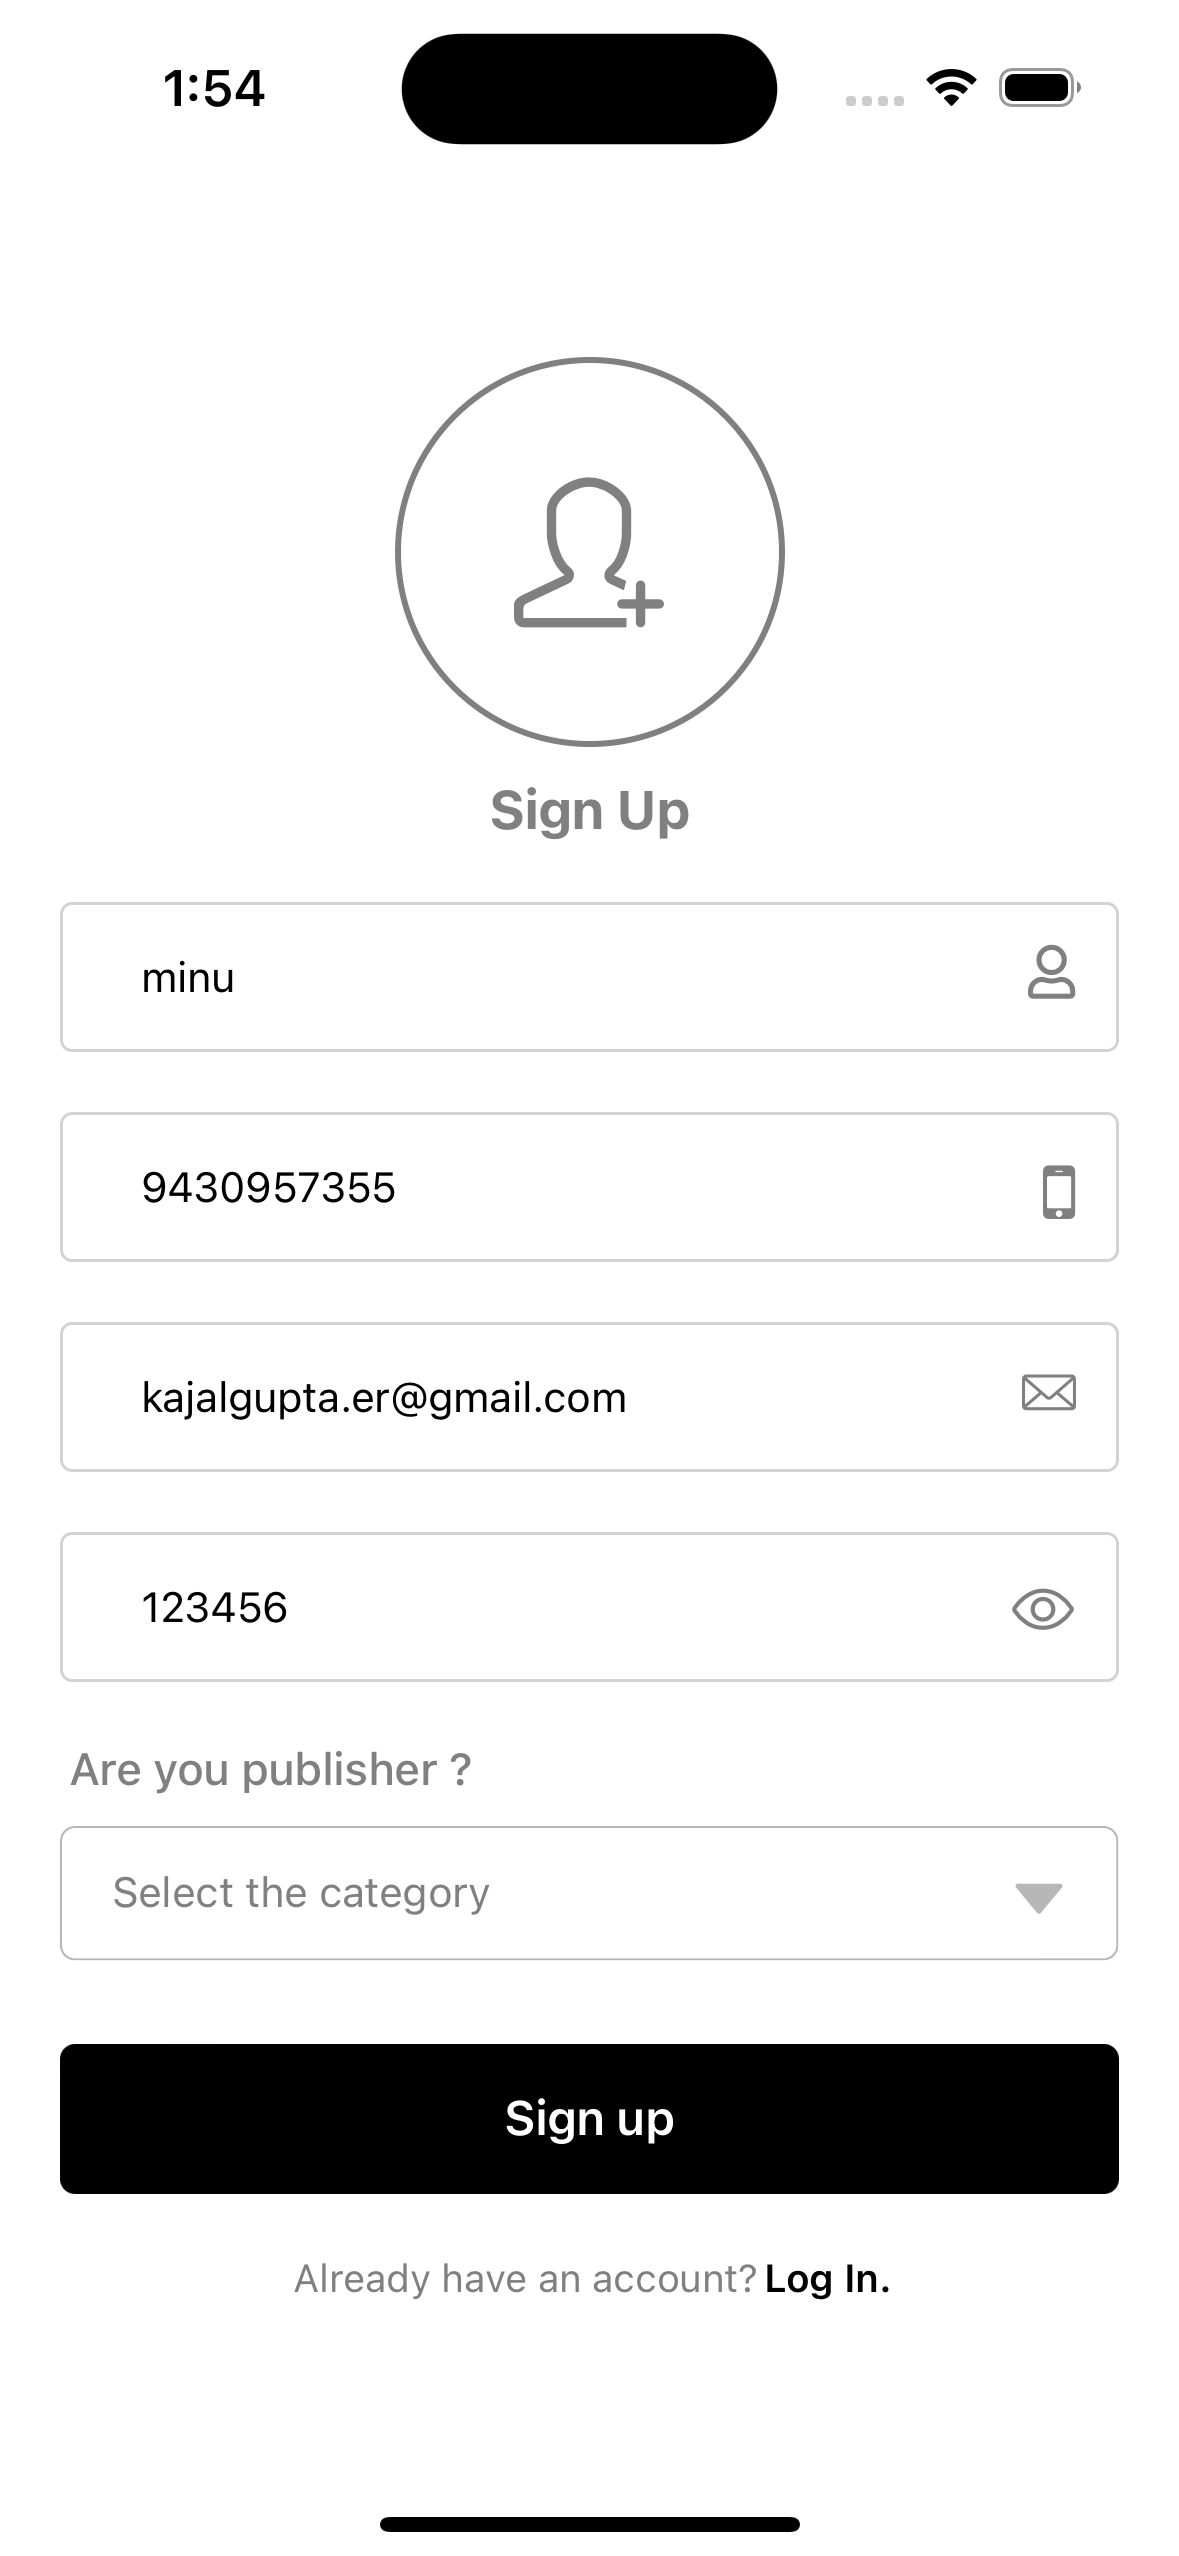 1:54
Sign Up
minu
9430957355
kajalgupta.er@gmail.com
123456
Are you publisher ?
Select the category
Sign up
Already have an account? Log In.